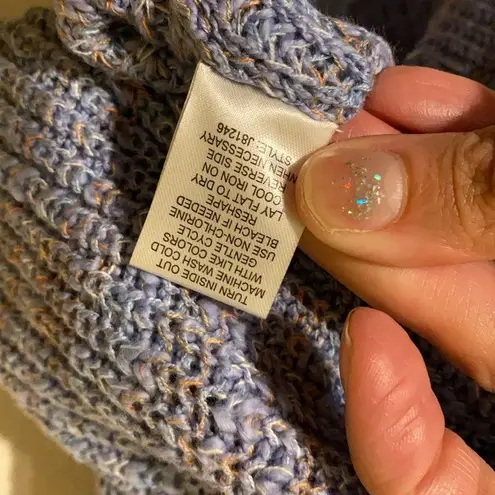 TURN INSIDE OUT
MACHINE WASH COLD
WITH LIKE COLORS
GENTLE CYCLE
USE NON-CHLORINE
BLEACH IF NEEDED
RESHAPE
LAY FLAT TO DRY
COOL IRON ON
REVERSE SIDE
WHEN NECESSARY
STYLE: J81246